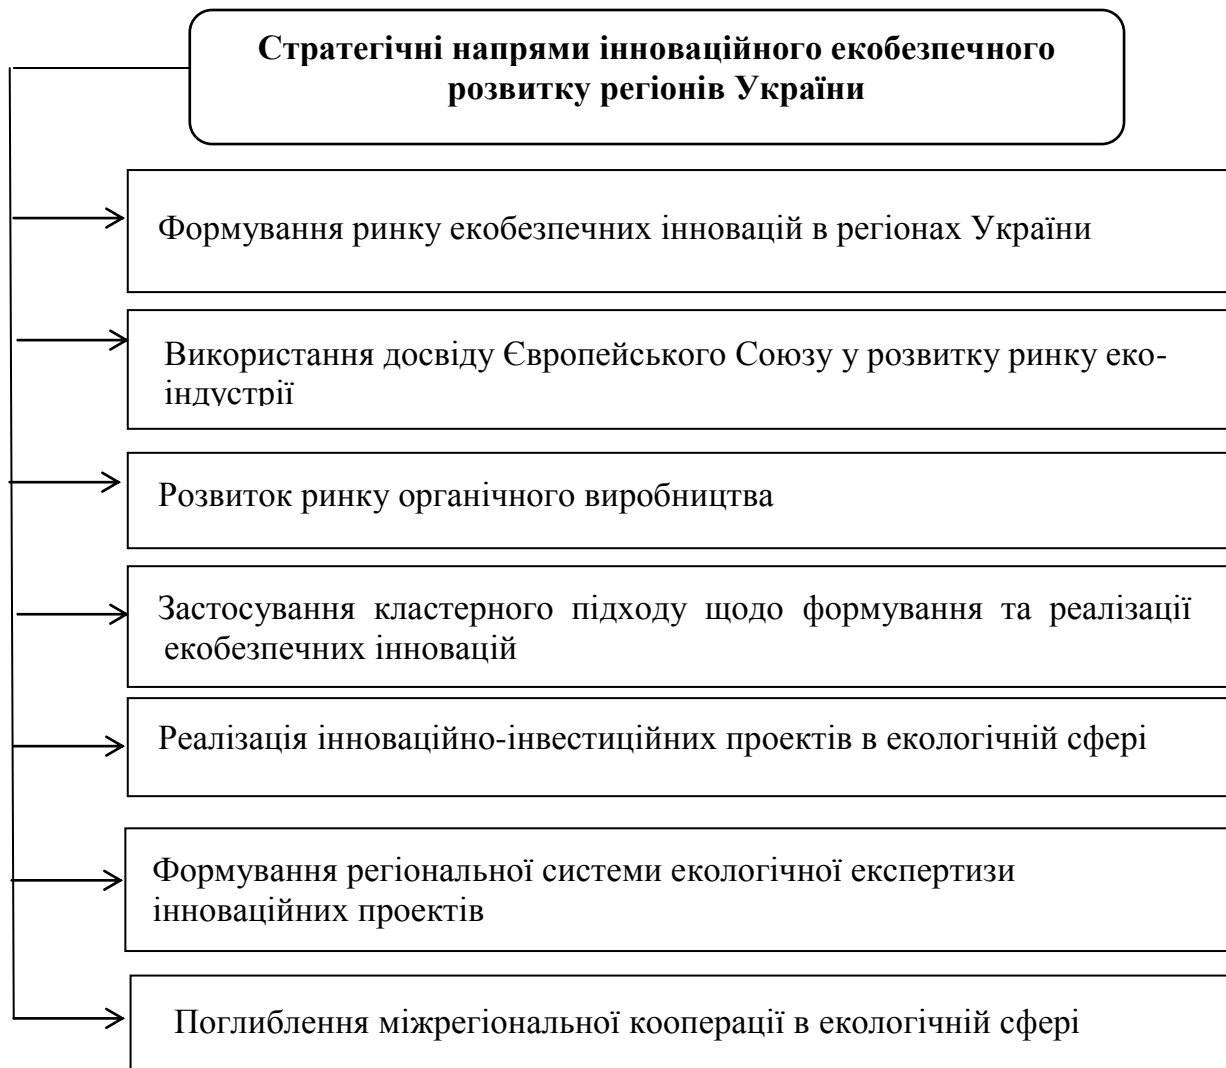 Стратегічні напрями інноваційного екобезпечного
розвитку регіонів України
Формування ринку екобезпечних інновацій в регіонах України
Використання досвіду Європейського Союзу у розвитку ринку еко-
індустрії
Розвиток ринку органічного виробництва
Застосування кластерного підходу щодо формування та реалізації
екобезпечних інновацій
Реалізація інноваційно-інвестиційних проектів в екологічній сфері
Формування регіональної системи екологічної експертизи
інноваційних проектів
Поглиблення міжрегіональної кооперації в екологічній сфері